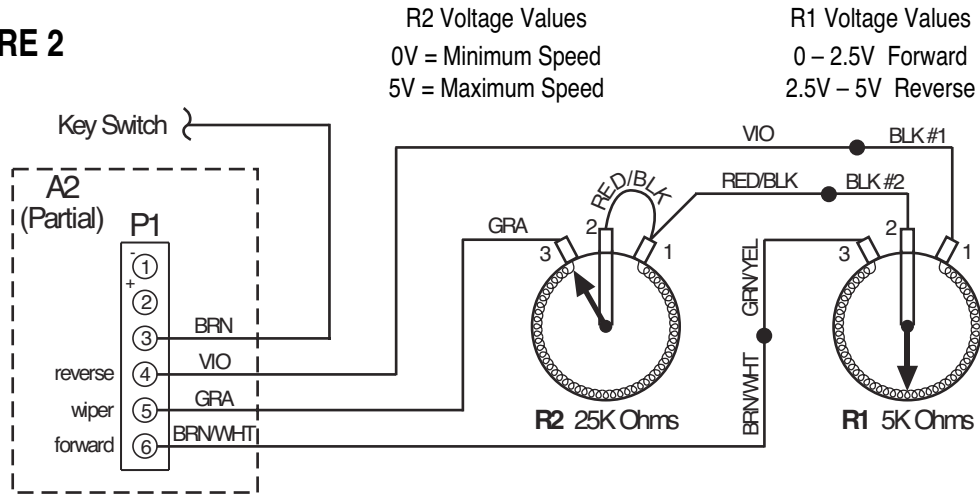 RE 2
R2 Voltage Values
0V = Minimum Speed
5V = Maximum Speed
R1 Voltage Values
0 – 2.5V Forward
2.5V – 5V Reverse
Key Switch
VIO
BLK #1
A2
(Partial)
P1
RED/BLK
RED/BLK
BLK #2
GRA
3
2
1
3
2
1
GRN/YEL
BRN/WHT
-
1
+
2
3
BRN
reverse
4
VIO
wiper
5
GRA
forward
6
BRN/WHT
R2 25K Ohms
R1 5K Ohms